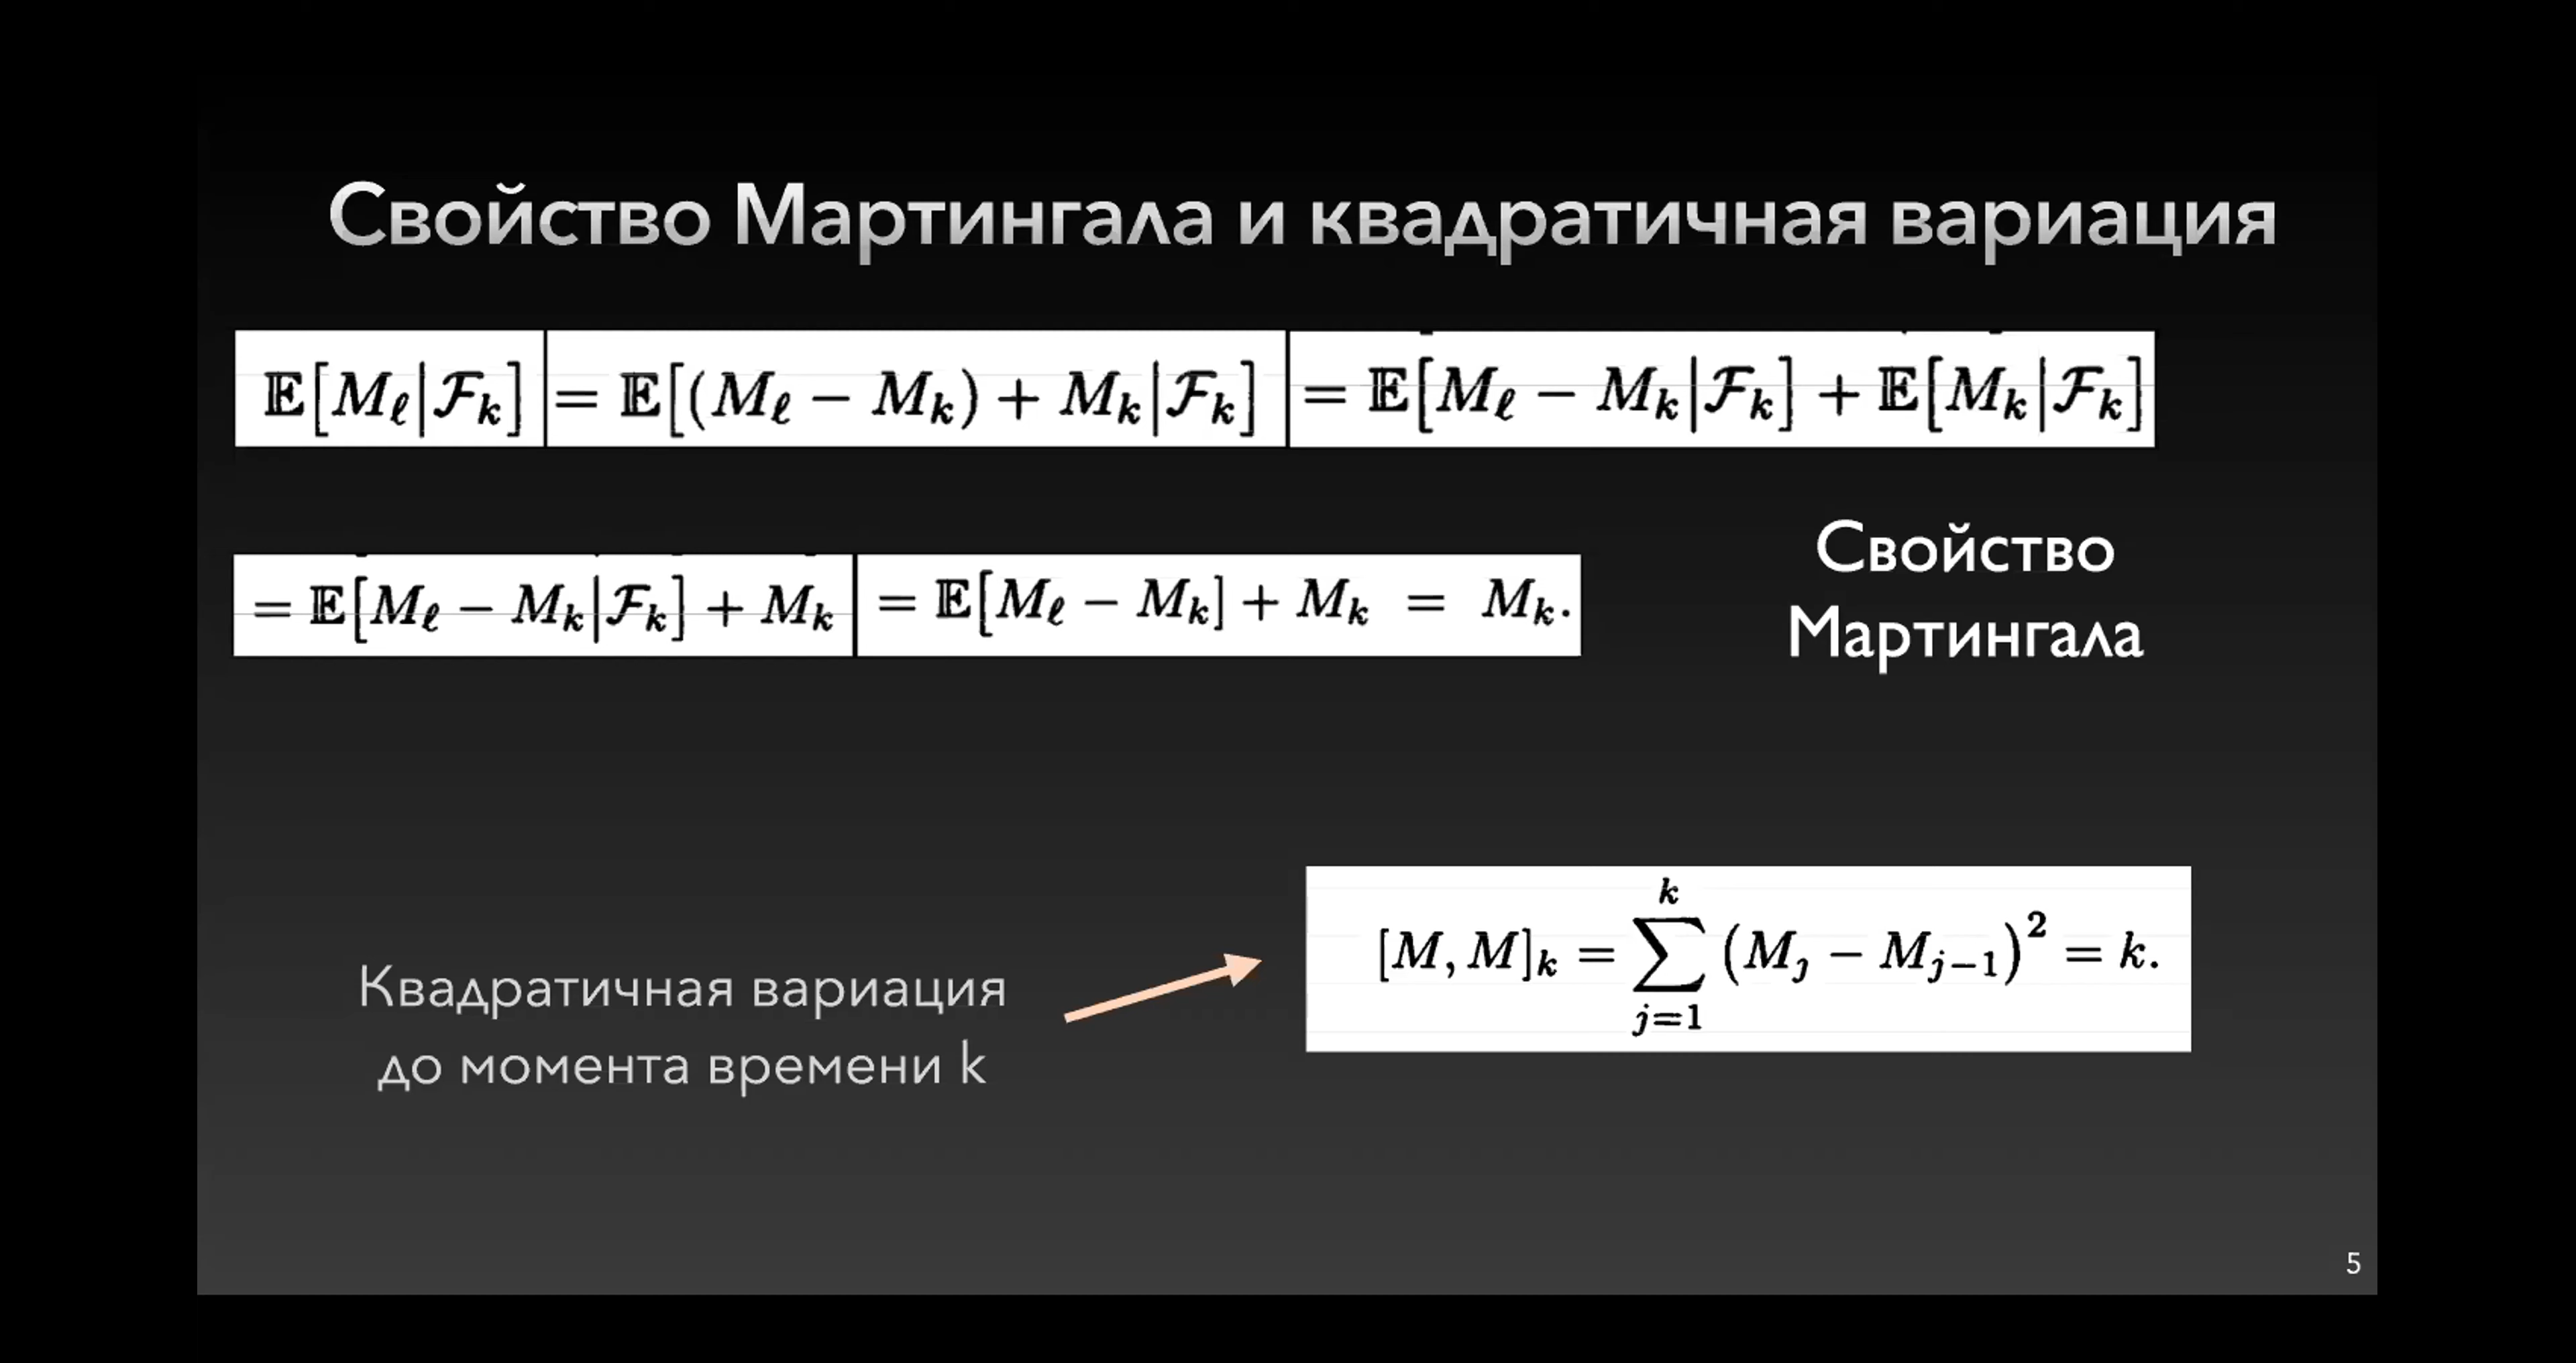 Свойство Мартингала и квадратичная вариация
𝔼[M_ℓ|ℱ_k] = 𝔼[(M_ℓ − M_k) + M_k|ℱ_k] = 𝔼[M_ℓ − M_k|ℱ_k] + 𝔼[M_k|ℱ_k]
= 𝔼[M_ℓ − M_k|ℱ_k] + M_k = 𝔼[M_ℓ − M_k] + M_k = M_k.
Свойство
Мартингала
Квадратичная вариация
до момента времени k
[M, M]_k = ∑_{j=1}^{k} (M_j − M_{j−1})^2 = k.
5